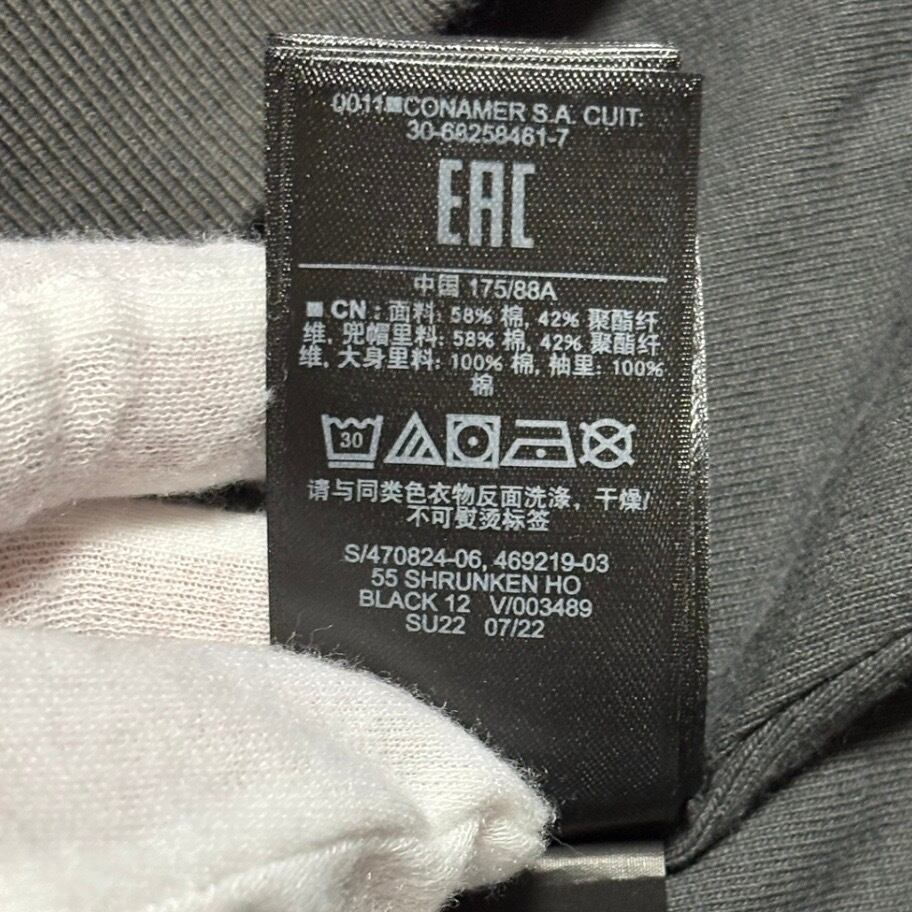 0011■CONAMER S.A. CUIT:
30-68258461-7
EAC
中国 175/88A
■ CN : 面料: 58% 棉, 42% 聚酯纤
维, 兜帽里料: 58% 棉, 42% 聚酯纤
维, 大身里料: 100% 棉, 袖里: 100%
棉
30
请与同类色衣物反面洗涤, 干燥/
不可熨烫标签
S/470824-06, 469219-03
55 SHRUNKEN HO
BLACK 12 V/003489
SU22 07/22